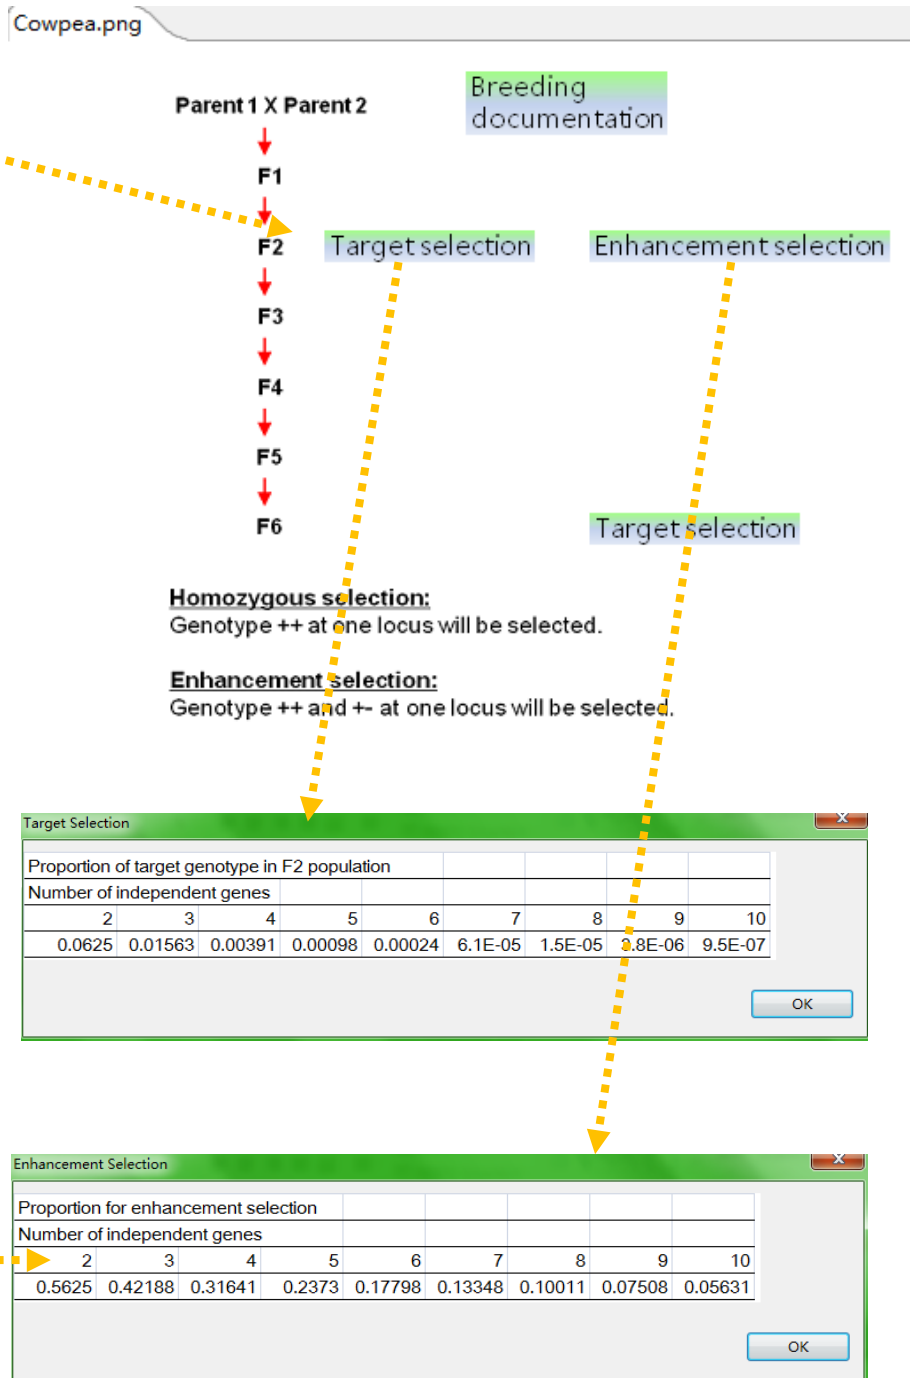 Cowpea.png
Parent 1 X Parent 2
Breeding
documentation
F1
F2
Target selection
Enhancement selection
F3
F4
F5
F6
Target selection
Homozygous selection:
Genotype ++ at one locus will be selected.
Enhancement selection:
Genotype ++ and +- at one locus will be selected.
Target Selection
x
Proportion of target genotype in F2 population
Number of independent genes
2 3 4 5 6 7 8 9 10
0.0625 0.01563 0.00391 0.00098 0.00024 6.1E-05 1.5E-05 3.8E-06 9.5E-07
OK
Enhancement Selection
x
Proportion for enhancement selection
Number of independent genes
2 3 4 5 6 7 8 9 10
0.5625 0.42188 0.31641 0.2373 0.17798 0.13348 0.10011 0.07508 0.05631
OK